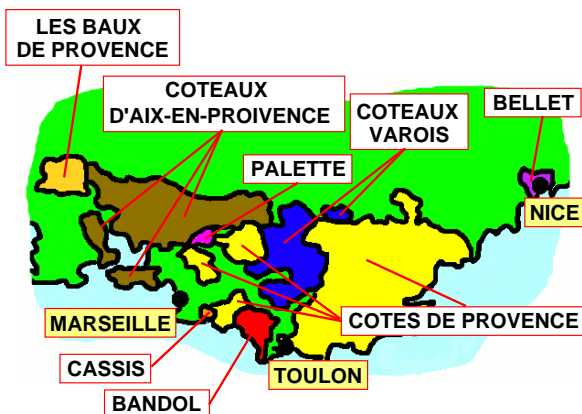 LES BAUX
DE PROVENCE
COTEAUX
D'AIX-EN-PROIVENCE
COTEAUX
VAROIS
BELLET
PALETTE
NICE
MARSEILLE
COTES DE PROVENCE
CASSIS
TOULON
BANDOL